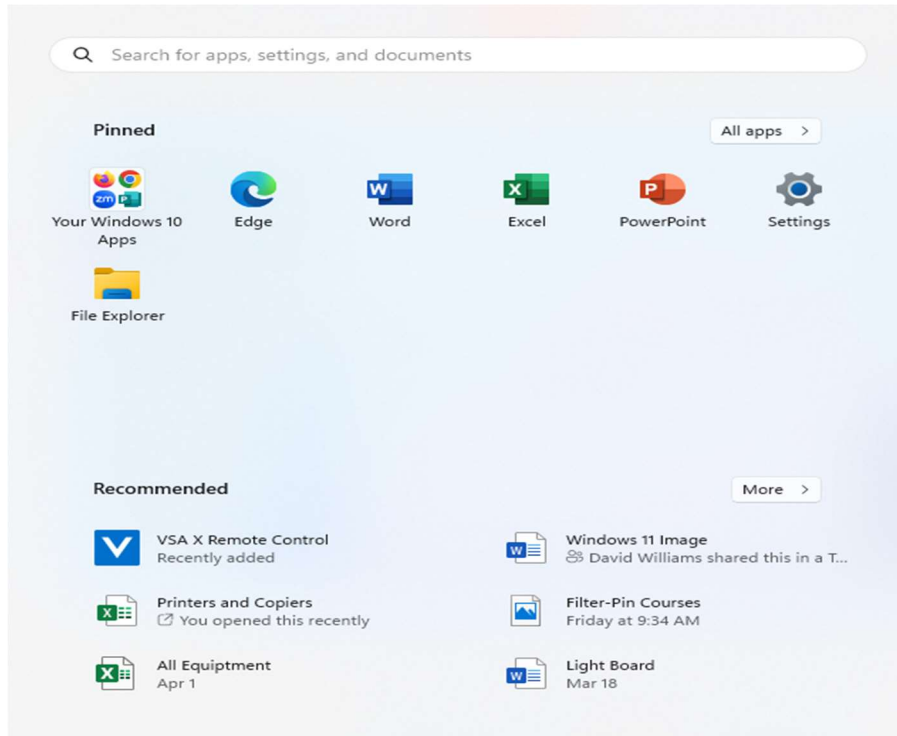 Search for apps, settings, and documents
Pinned
All apps >
zm
W
X
P
Your Windows 10 Edge Word Excel PowerPoint Settings
Apps
File Explorer
Recommended
More >
VSA X Remote Control
Recently added
W
Windows 11 Image
David Williams shared this in a T...
X
Printers and Copiers
You opened this recently
Filter-Pin Courses
Friday at 9:34 AM
X
All Equiptment
Apr 1
W
Light Board
Mar 18